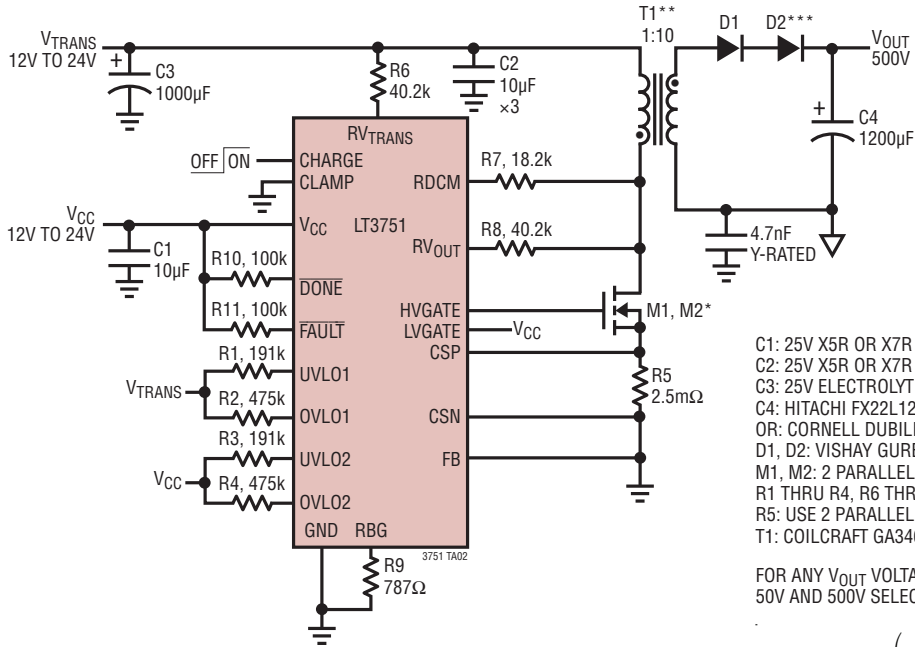 T1**
1:10
D1
D2***
VTRANS
12V TO 24V
+
C3
1000µF
R6
40.2k
C2
10µF
×3
VOUT
500V
+
C4
1200µF
RVTRANS
OFF ON
CHARGE
CLAMP
RDCM
R7, 18.2k
VCC
12V TO 24V
VCC
LT3751
RVOUT
R8, 40.2k
4.7nF
Y-RATED
C1
10µF
R10, 100k
DONE
R11, 100k
FAULT
HVGATE
M1, M2*
LVGATE
VCC
CSP
R1, 191k
UVLO1
VTRANS
R2, 475k
OVLO1
R5
2.5mΩ
CSN
R3, 191k
UVLO2
FB
VCC
R4, 475k
OVLO2
GND
RBG
3751 TA02
R9
787Ω
C1: 25V X5R OR X7R
C2: 25V X5R OR X7R
C3: 25V ELECTROLYT
C4: HITACHI FX22L12
OR: CORNELL DUBILI
D1, D2: VISHAY GURE
M1, M2: 2 PARALLEL
R1 THRU R4, R6 THR
R5: USE 2 PARALLEL
T1: COILCRAFT GA346
FOR ANY VOUT VOLTA
50V AND 500V SELEC